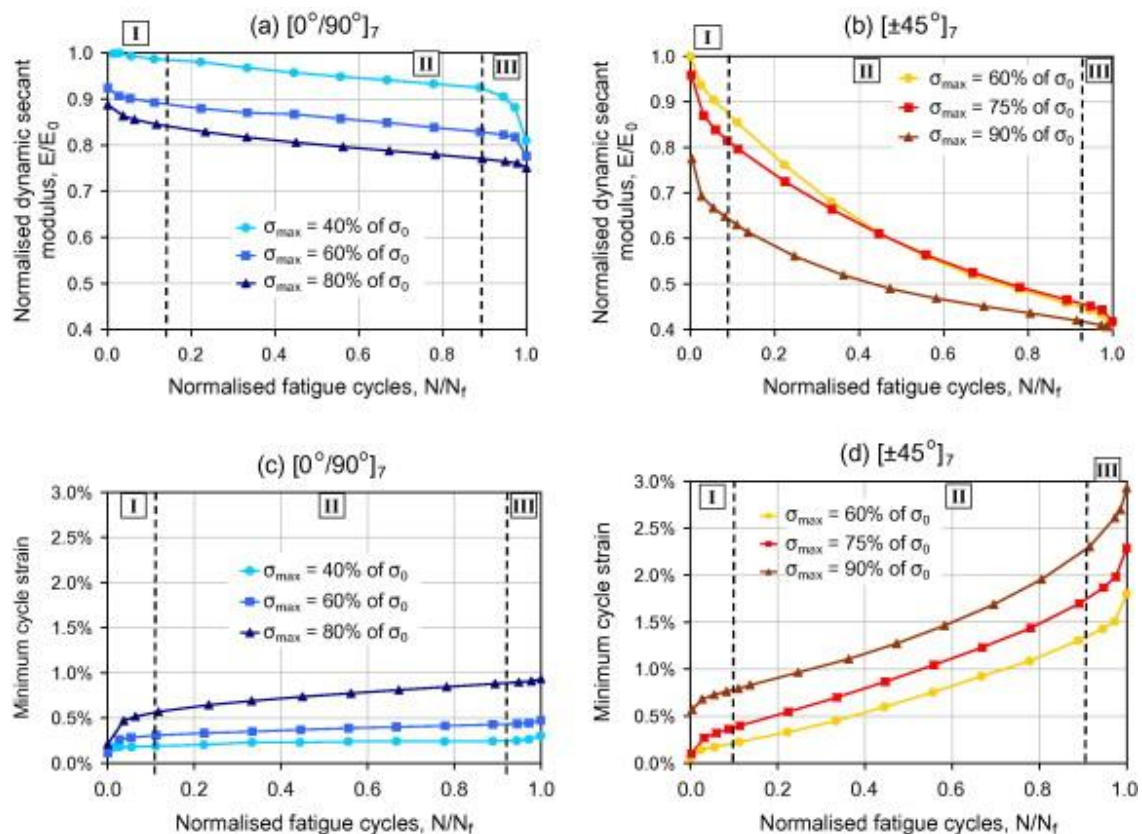 (a) [0°/90°]₇
I
II
III
1.0
0.9
0.8
0.7
0.6
0.5
0.4
Normalised dynamic secant
modulus, E/E₀
σmax = 40% of σ₀
σmax = 60% of σ₀
σmax = 80% of σ₀
0.0 0.2 0.4 0.6 0.8 1.0
Normalised fatigue cycles, N/Nf
(b) [±45°]₇
I
II
III
1.0
0.9
0.8
0.7
0.6
0.5
0.4
Normalised dynamic secant
modulus, E/E₀
σmax = 60% of σ₀
σmax = 75% of σ₀
σmax = 90% of σ₀
0.0 0.2 0.4 0.6 0.8 1.0
Normalised fatigue cycles, N/Nf
(c) [0°/90°]₇
I
II
III
3.0%
2.5%
2.0%
1.5%
1.0%
0.5%
0.0%
Minimum cycle strain
σmax = 40% of σ₀
σmax = 60% of σ₀
σmax = 80% of σ₀
0.0 0.2 0.4 0.6 0.8 1.0
Normalised fatigue cycles, N/Nf
(d) [±45°]₇
I
II
III
3.0%
2.5%
2.0%
1.5%
1.0%
0.5%
0.0%
Minimum cycle strain
σmax = 60% of σ₀
σmax = 75% of σ₀
σmax = 90% of σ₀
0.0 0.2 0.4 0.6 0.8 1.0
Normalised fatigue cycles, N/Nf